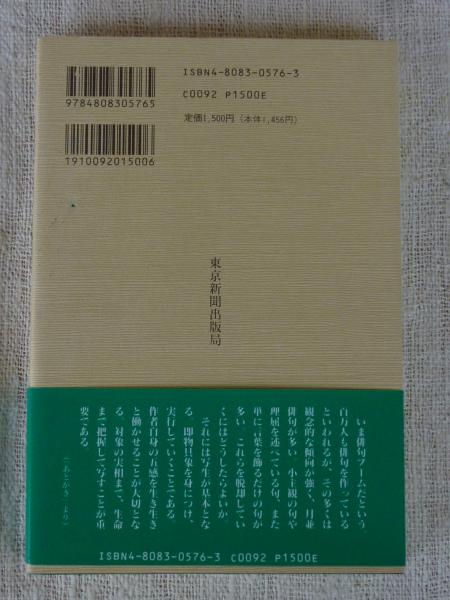 ISBN4-8083-0576-3
C0092 P1500E
定価1,500円（本体1,456円）
9784808305765
1910092015006
東京新聞出版局
いま俳句ブームだという。
百万人も俳句を作っている
といわれるが、その多くは
観念的な傾向が強く、月並
俳句が多い。小主観の句や
理屈を述べている句、また
単に言葉を飾るだけの句が
多い。これらを脱却してい
くにはどうしたらよいか。
それには写生が基本とな
る。即物具象を身につけ、
実行していくことである。
作者自身の五感を生き生き
と働かせることが大切とな
る。対象の実相まで、生命
まで把握して写すことが重
要である。
（「あとがき」より）
ISBN4-8083-0576-3 C0092 P1500E